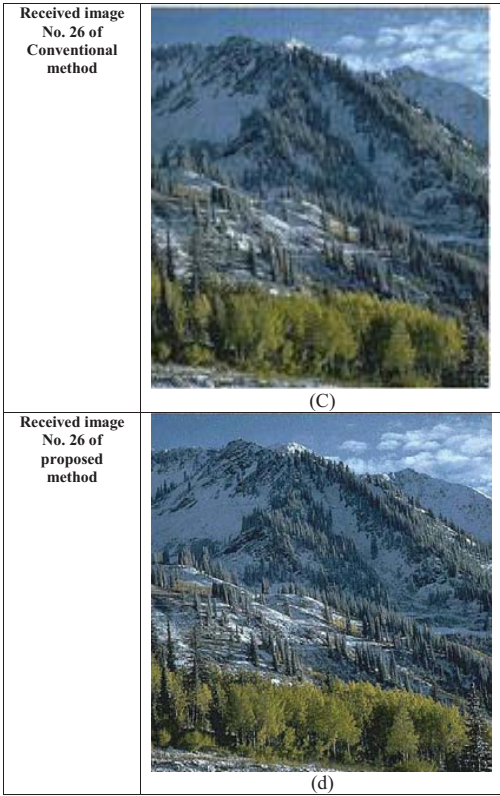 Received image
No. 26 of
Conventional
method
(C)
Received image
No. 26 of
proposed
method
(d)